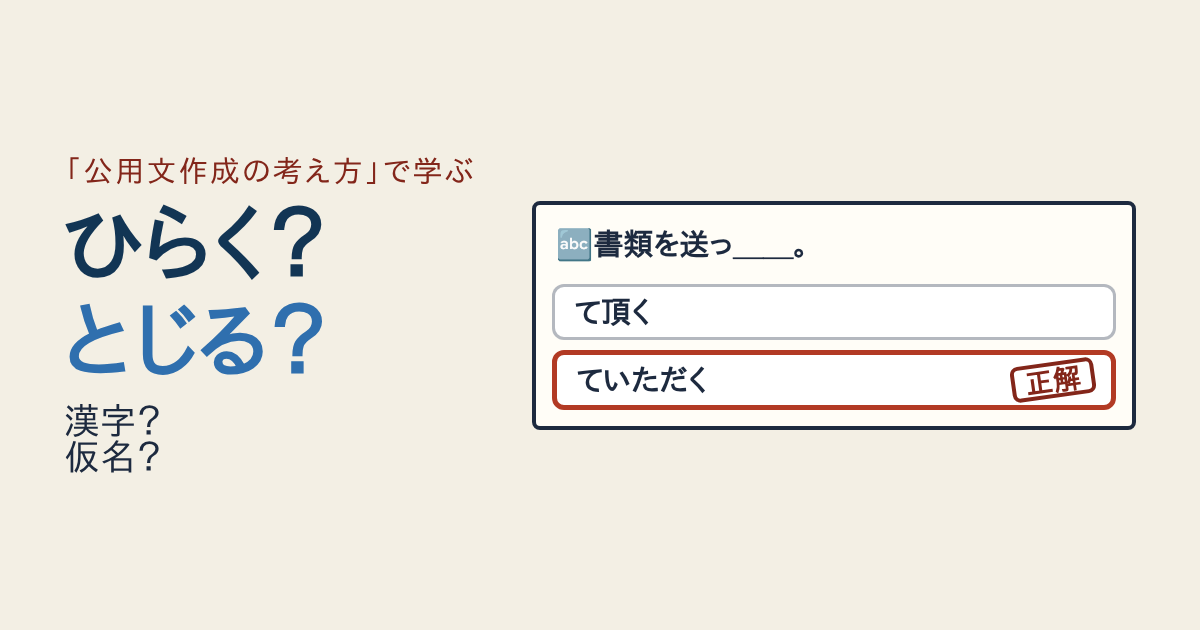 「公用文作成の考え方」で学ぶ
ひらく？
とじる？
漢字？
仮名？
🔤書類を送っ____。
て頂く
ていただく
正解